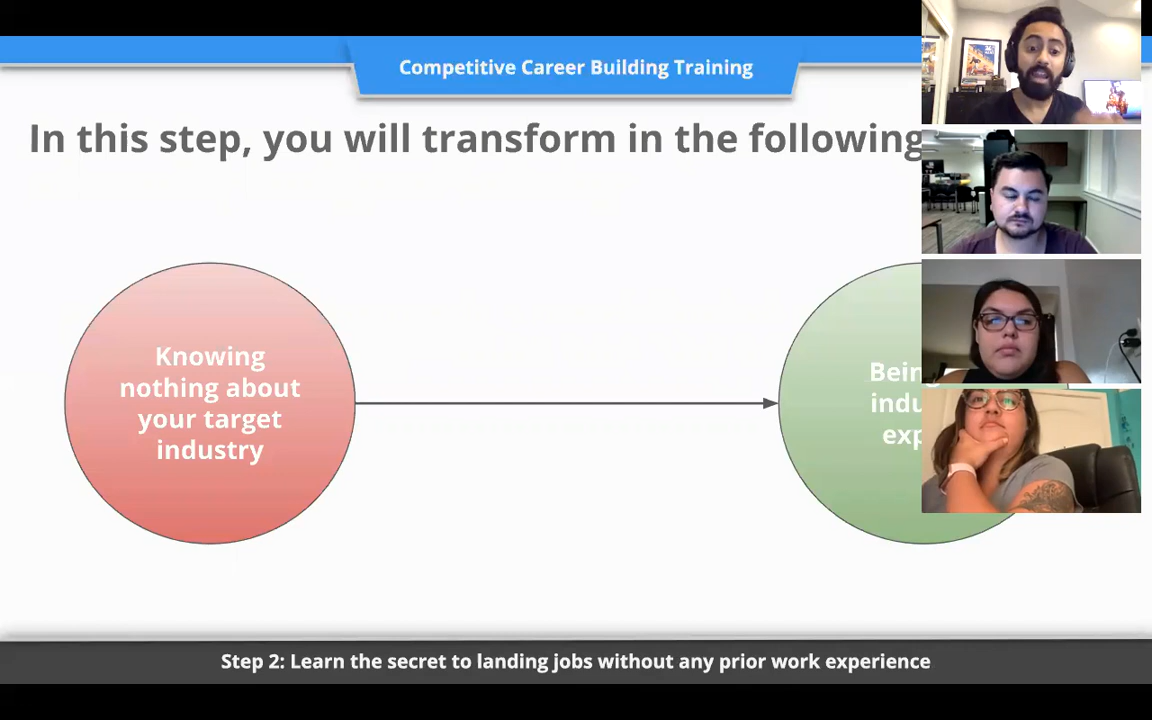 Competitive Career Building Training
In this step, you will transform in the following
Knowing
nothing about
your target
industry
Step 2: Learn the secret to landing jobs without any prior work experience